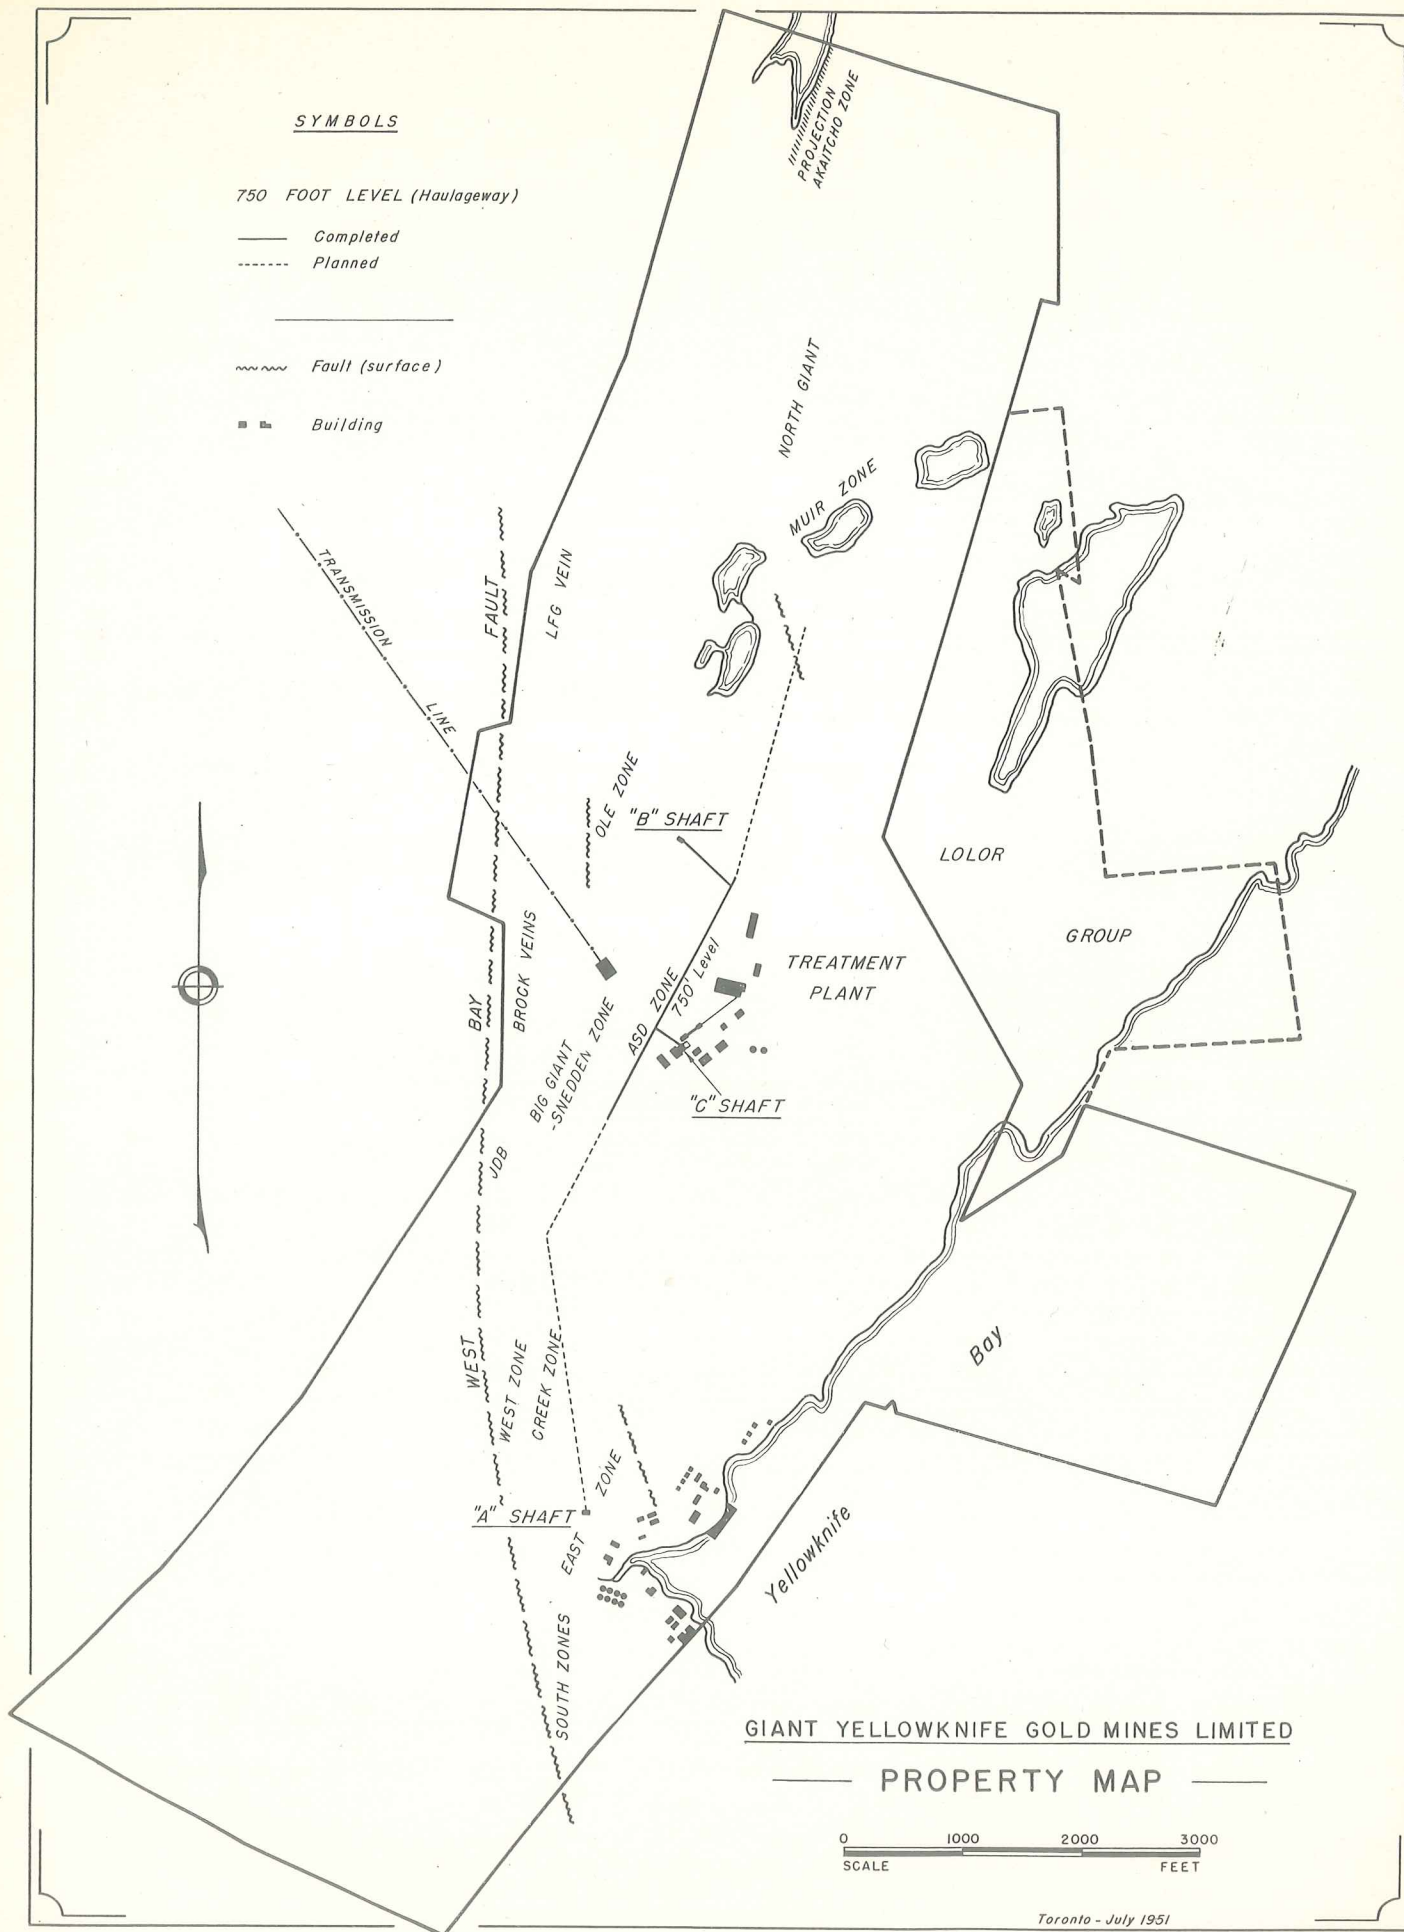 SYMBOLS
750 FOOT LEVEL (Haulageway)
Completed
Planned
Fault (surface)
Building
PROJECTION
AKAITCHO ZONE
NORTH GIANT
MUIR ZONE
TRANSMISSION LINE
WEST BAY FAULT
LFG VEIN
OLE ZONE
"B" SHAFT
LOLOR GROUP
BROCK VEINS
ASD ZONE
750' Level
TREATMENT
PLANT
BIG GIANT
-SNEDDEN ZONE
"C" SHAFT
JDB
WEST ZONE
CREEK ZONE
"A" SHAFT
EAST ZONE
SOUTH ZONES
Yellowknife Bay
GIANT YELLOWKNIFE GOLD MINES LIMITED
PROPERTY MAP
0 1000 2000 3000
SCALE FEET
Toronto - July 1951